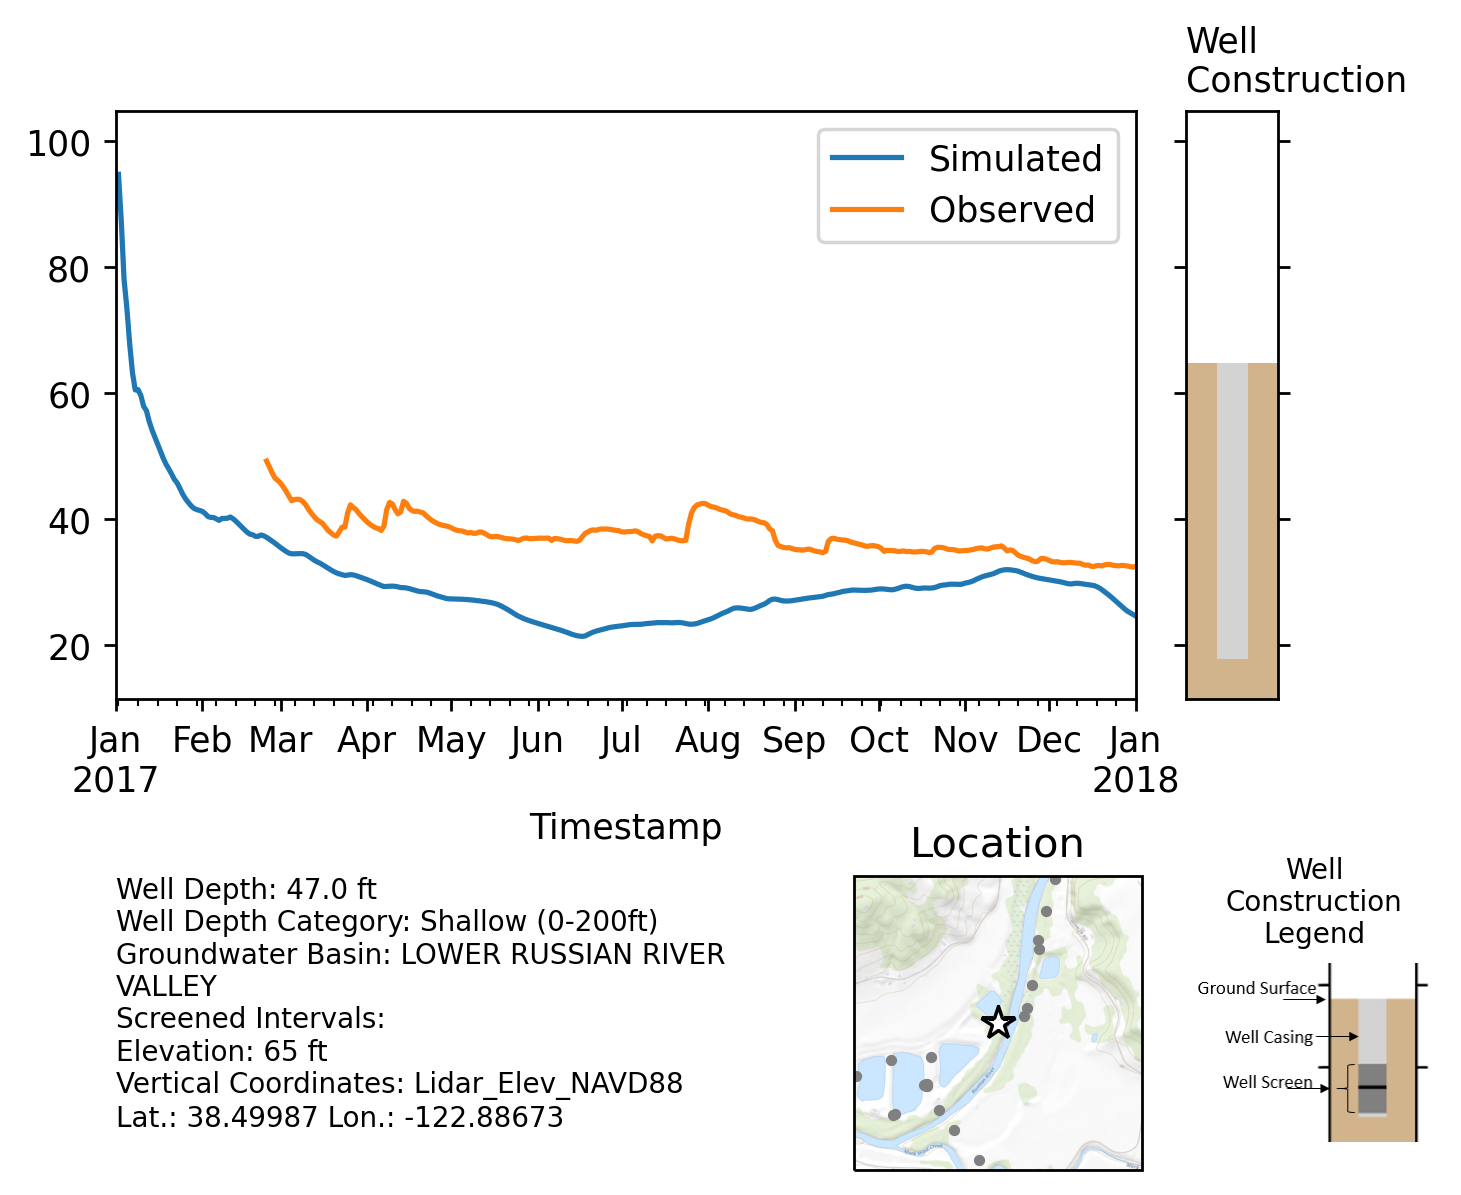 Well
Construction
100
80
60
40
20
Simulated
Observed
Jan Feb Mar Apr May Jun Jul Aug Sep Oct Nov Dec Jan
2017 2018
Timestamp
Well Depth: 47.0 ft
Well Depth Category: Shallow (0-200ft)
Groundwater Basin: LOWER RUSSIAN RIVER
VALLEY
Screened Intervals:
Elevation: 65 ft
Vertical Coordinates: Lidar_Elev_NAVD88
Lat.: 38.49987 Lon.: -122.88673
Location
Well
Construction
Legend
Ground Surface
Well Casing
Well Screen